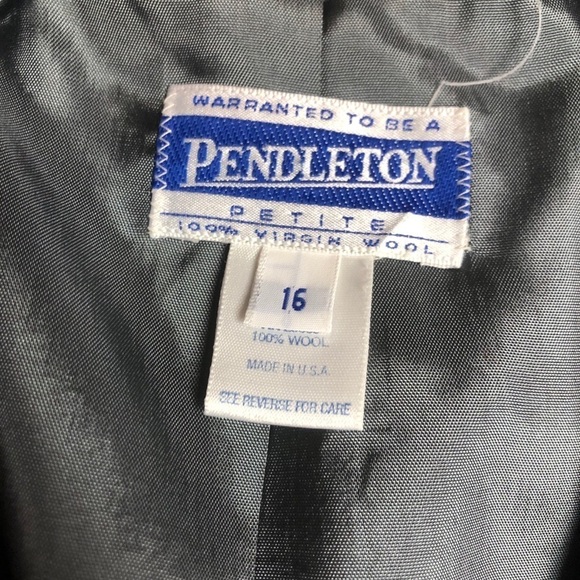 WARRANTED TO BE A
PENDLETON
PETITE
100% VIRGIN WOOL
16
100% WOOL
MADE IN U.S.A.
SEE REVERSE FOR CARE